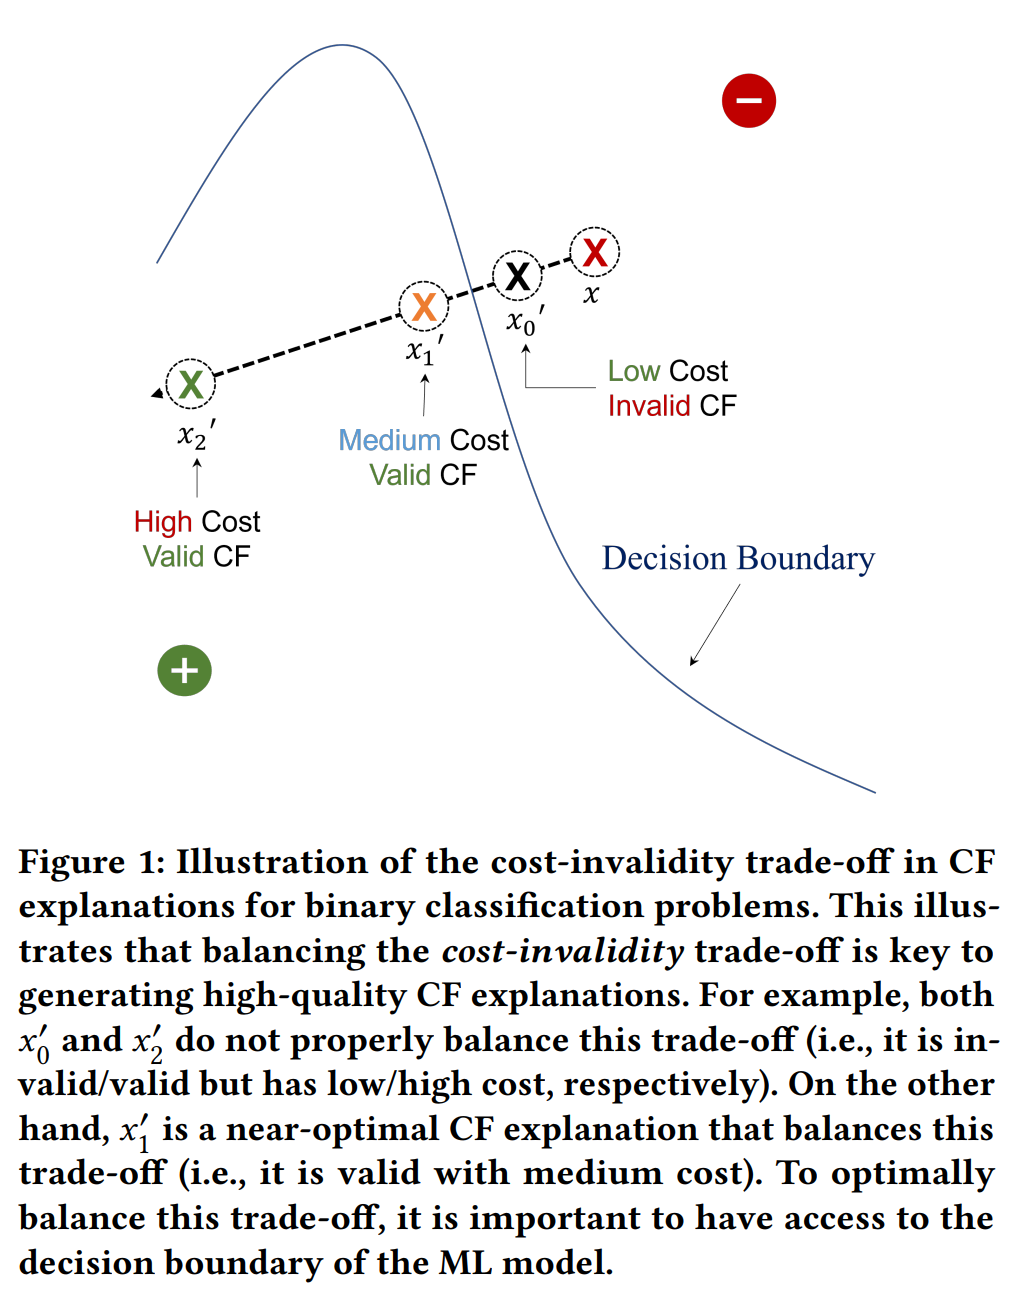 −
X
X
x
x₀′
X
x₁′
Low Cost
Invalid CF
X
x₂′
Medium Cost
Valid CF
High Cost
Valid CF
Decision Boundary
+
Figure 1: Illustration of the cost-invalidity trade-off in CF
explanations for binary classification problems. This illus-
trates that balancing the cost-invalidity trade-off is key to
generating high-quality CF explanations. For example, both
x′₀ and x′₂ do not properly balance this trade-off (i.e., it is in-
valid/valid but has low/high cost, respectively). On the other
hand, x′₁ is a near-optimal CF explanation that balances this
trade-off (i.e., it is valid with medium cost). To optimally
balance this trade-off, it is important to have access to the
decision boundary of the ML model.